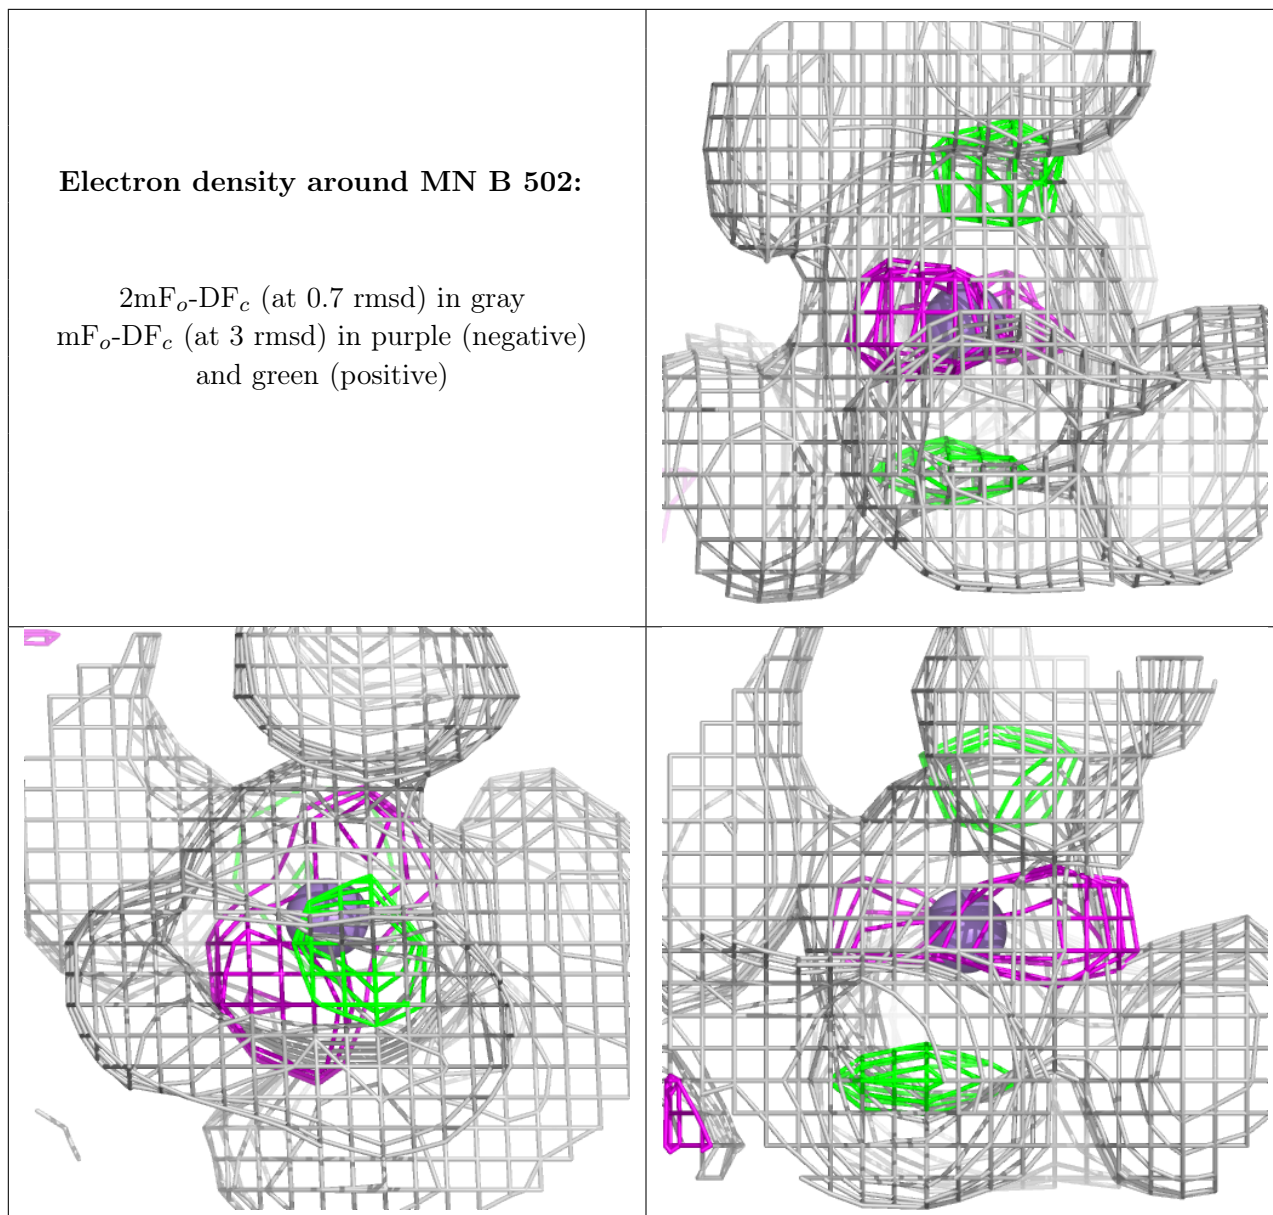 Electron density around MN B 502:
2mFo-DFc (at 0.7 rmsd) in gray
mFo-DFc (at 3 rmsd) in purple (negative)
and green (positive)